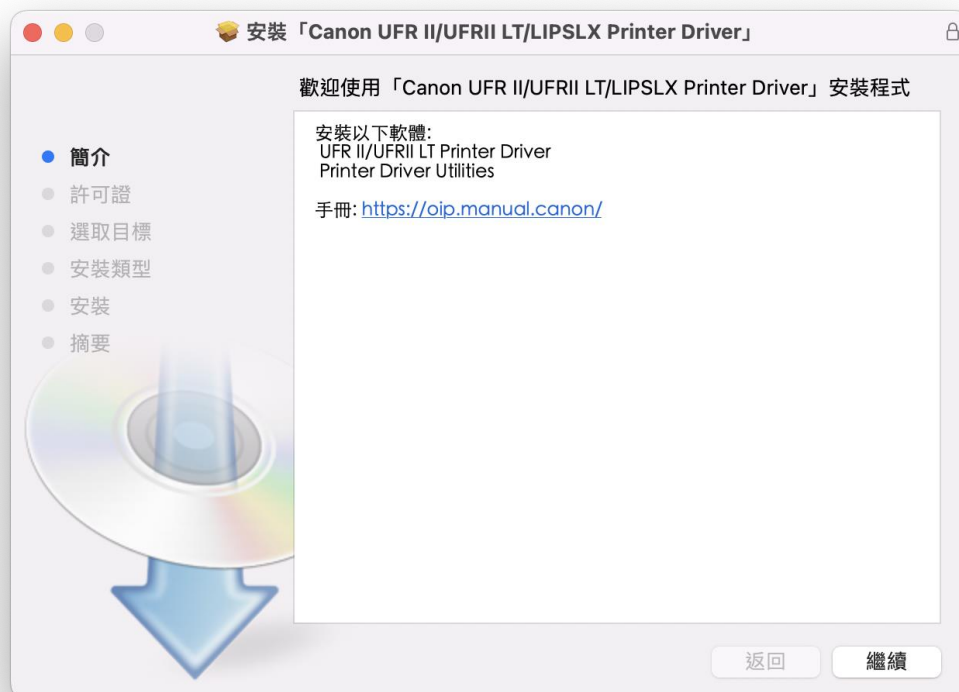 安裝「Canon UFR II/UFRII LT/LIPSLX Printer Driver」
歡迎使用「Canon UFR II/UFRII LT/LIPSLX Printer Driver」安裝程式
簡介
許可證
選取目標
安裝類型
安裝
摘要
安裝以下軟體:
UFR II/UFRII LT Printer Driver
Printer Driver Utilities
手冊: https://oip.manual.canon/
返回
繼續